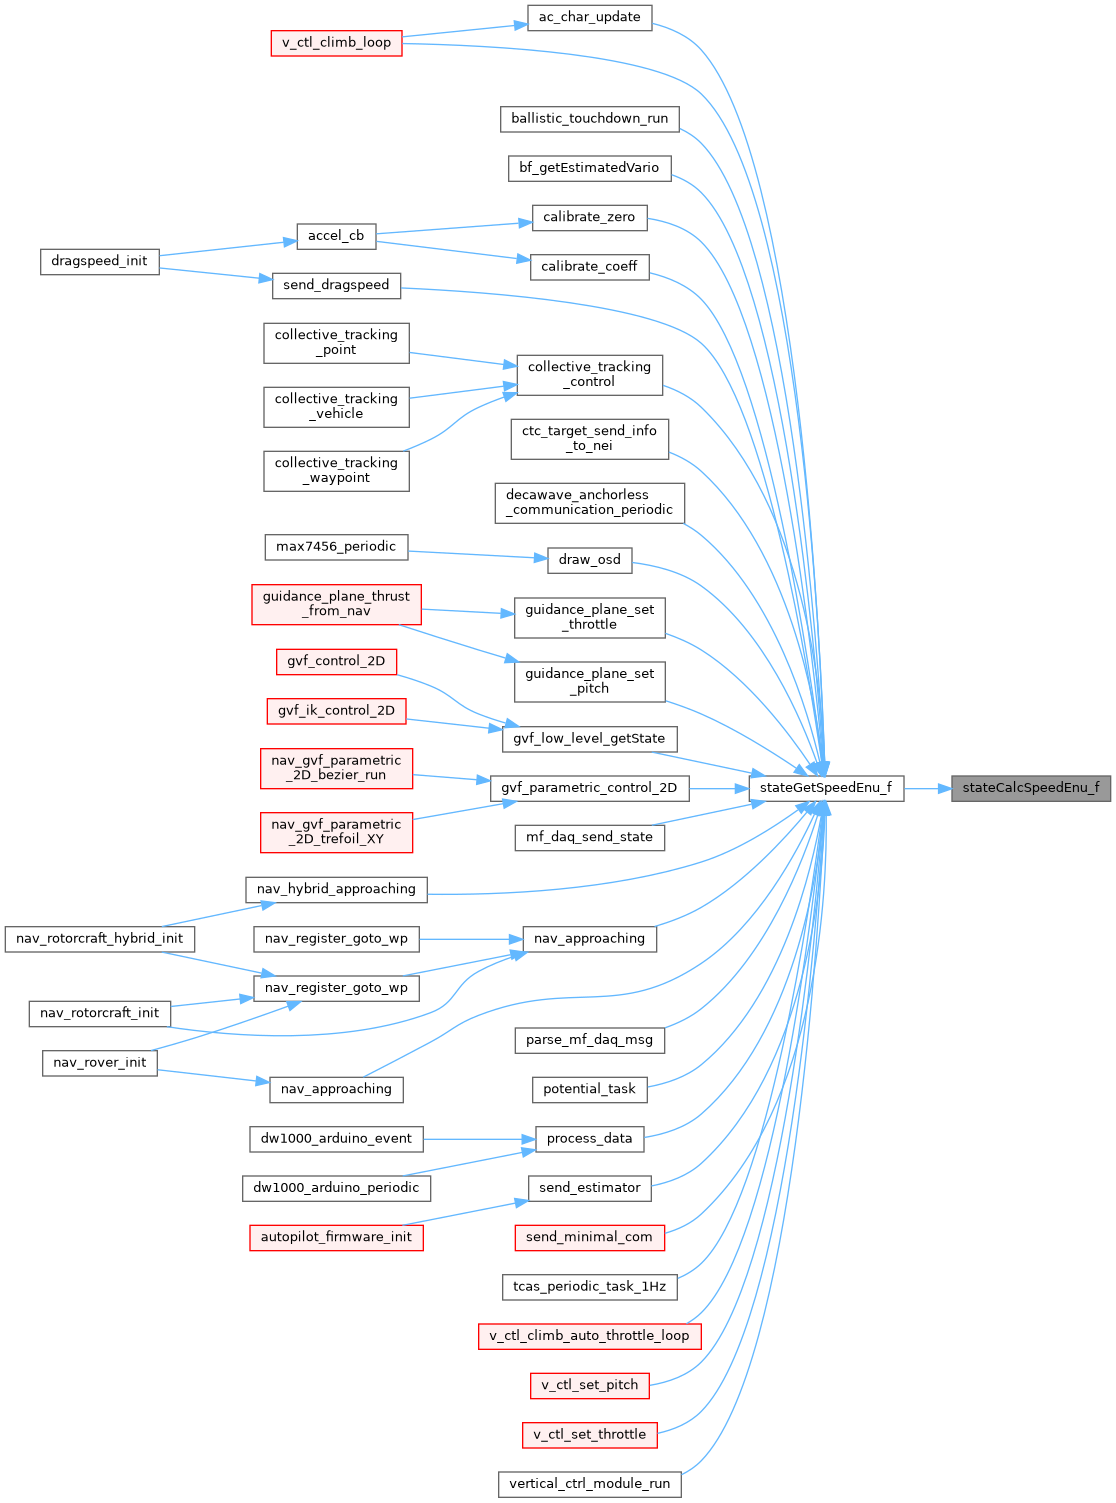 ac_char_update
v_ctl_climb_loop
ballistic_touchdown_run
bf_getEstimatedVario
calibrate_zero
accel_cb
dragspeed_init
calibrate_coeff
send_dragspeed
collective_tracking
_point
collective_tracking
_control
collective_tracking
_vehicle
ctc_target_send_info
_to_nei
collective_tracking
_waypoint
decawave_anchorless
_communication_periodic
max7456_periodic
draw_osd
guidance_plane_thrust
_from_nav
guidance_plane_set
_throttle
gvf_control_2D
guidance_plane_set
_pitch
gvf_ik_control_2D
gvf_low_level_getState
nav_gvf_parametric
_2D_bezier_run
gvf_parametric_control_2D
stateGetSpeedEnu_f
stateCalcSpeedEnu_f
nav_gvf_parametric
_2D_trefoil_XY
mf_daq_send_state
nav_hybrid_approaching
nav_rotorcraft_hybrid_init
nav_register_goto_wp
nav_approaching
nav_register_goto_wp
nav_rotorcraft_init
parse_mf_daq_msg
nav_rover_init
nav_approaching
potential_task
dw1000_arduino_event
process_data
dw1000_arduino_periodic
send_estimator
autopilot_firmware_init
send_minimal_com
tcas_periodic_task_1Hz
v_ctl_climb_auto_throttle_loop
v_ctl_set_pitch
v_ctl_set_throttle
vertical_ctrl_module_run